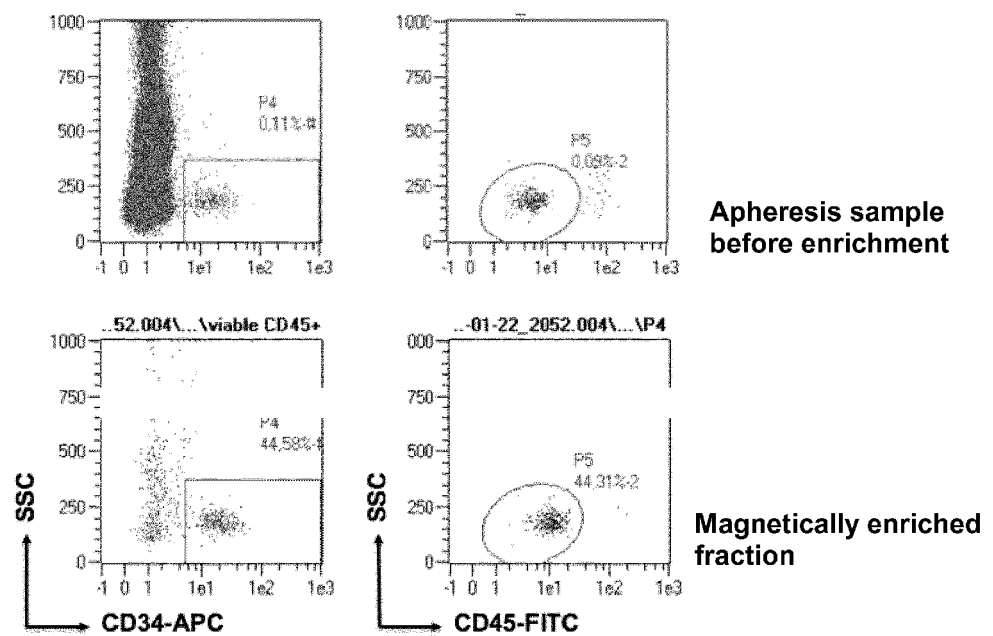 1000
750
500
250
0
-1 0 1 1e1 1e2 1e3
P4
0,11%-#
1000
750
500
250
0
-1 0 1 1e1 1e2 1e3
P5
0,09%-2
Apheresis sample
before enrichment
..52.004\...\viable CD45+
1000
750
500
250
0
-1 0 1 1e1 1e2 1e3
P4
44,58%-#
SSC
CD34-APC
..-01-22_2052.004\...\P4
000
750
500
250
0
-1 0 1 1e1 1e2 1e3
P5
44,31%-2
SSC
CD45-FITC
Magnetically enriched
fraction